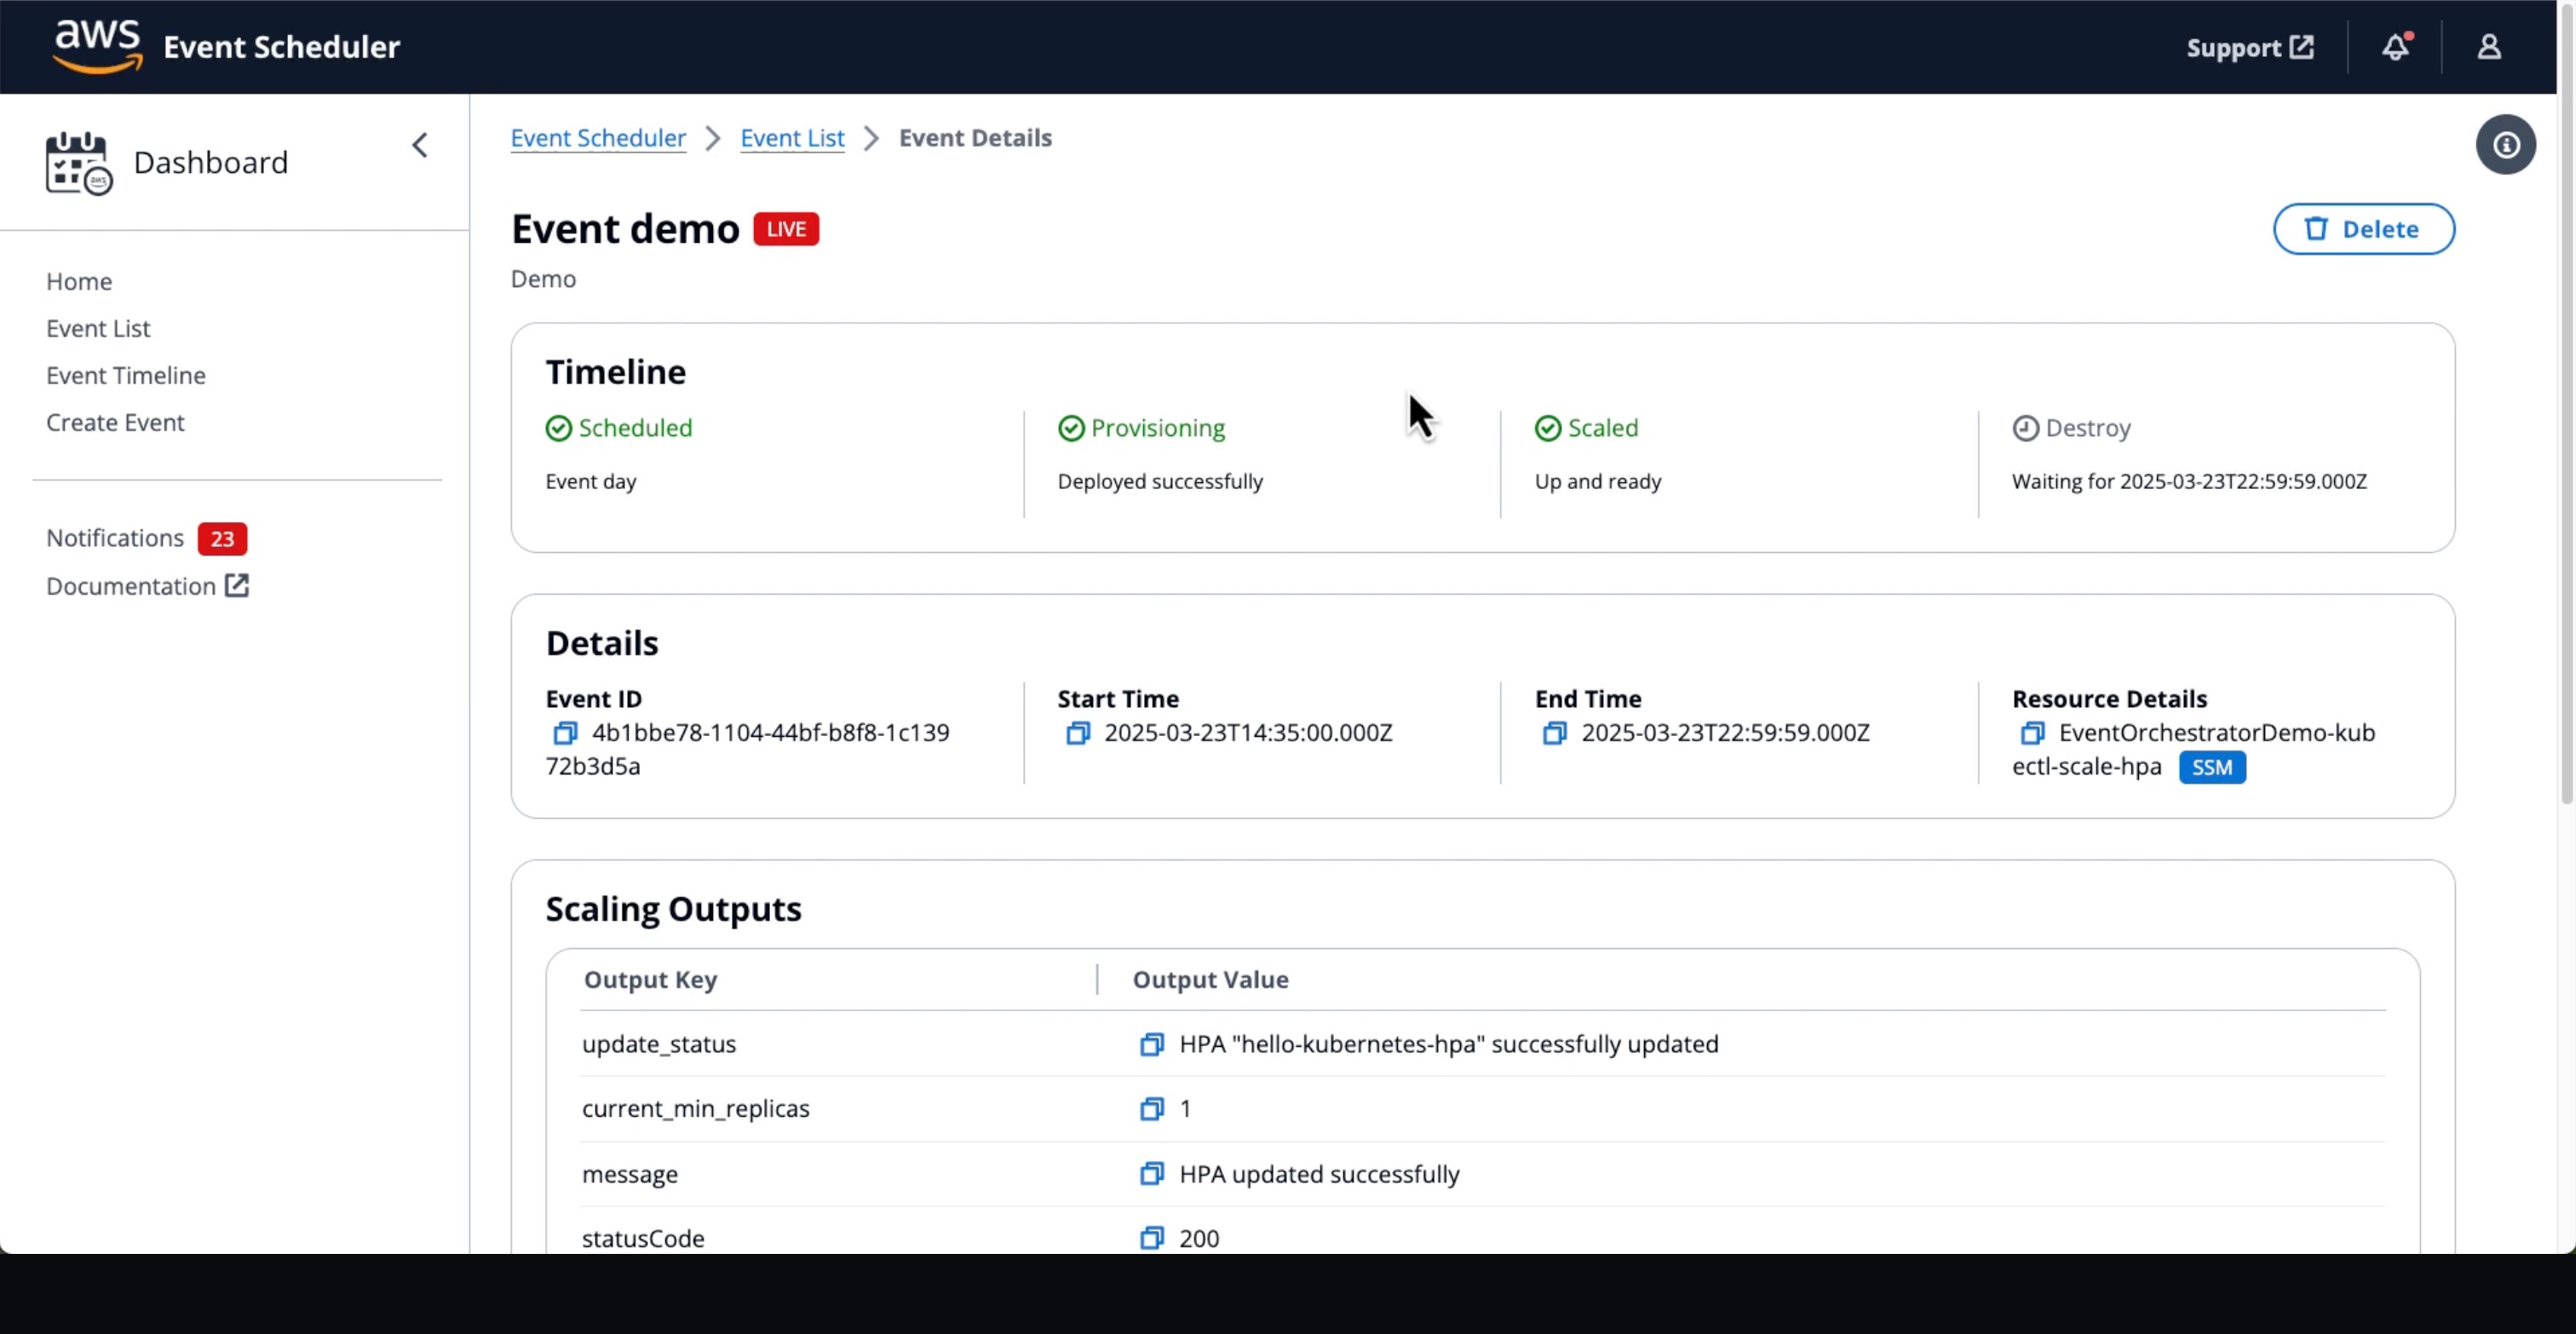 aws Event Scheduler
Support
Dashboard
Home
Event List
Event Timeline
Create Event
Notifications 23
Documentation
Event Scheduler > Event List > Event Details
Event demo LIVE
Delete
Demo
Timeline
Scheduled
Event day
Provisioning
Deployed successfully
Scaled
Up and ready
Destroy
Waiting for 2025-03-23T22:59:59.000Z
Details
Event ID
4b1bbe78-1104-44bf-b8f8-1c139
72b3d5a
Start Time
2025-03-23T14:35:00.000Z
End Time
2025-03-23T22:59:59.000Z
Resource Details
EventOrchestratorDemo-kub
ectl-scale-hpa SSM
Scaling Outputs
Output Key Output Value
update_status HPA "hello-kubernetes-hpa" successfully updated
current_min_replicas 1
message HPA updated successfully
statusCode 200